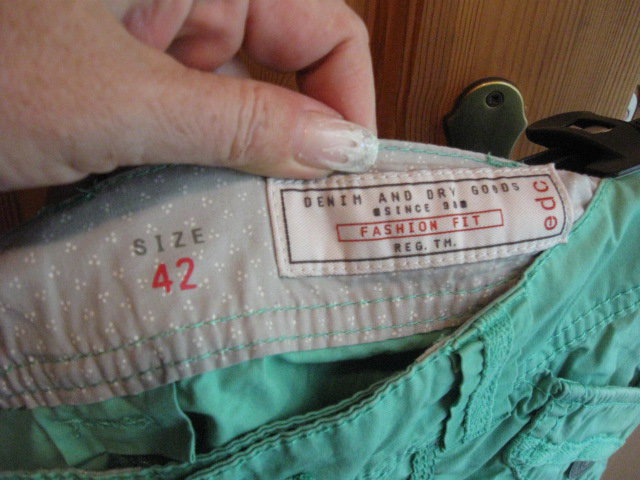 SIZE
42
DENIM AND DRY GOODS
SINCE 98
FASHION FIT
REG. TM.
edc